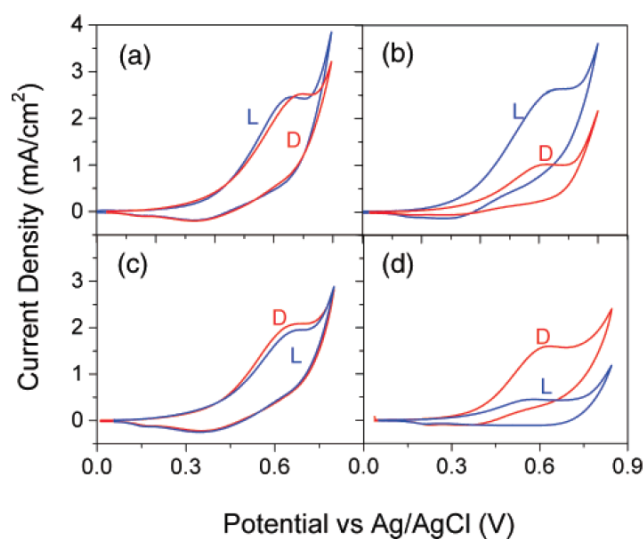 Current Density (mA/cm²)
4
3
2
1
0
(a)
L
D
(b)
L
D
3
2
1
0
(c)
D
L
(d)
D
L
0.0 0.3 0.6 0.0 0.3 0.6 0.9
Potential vs Ag/AgCl (V)